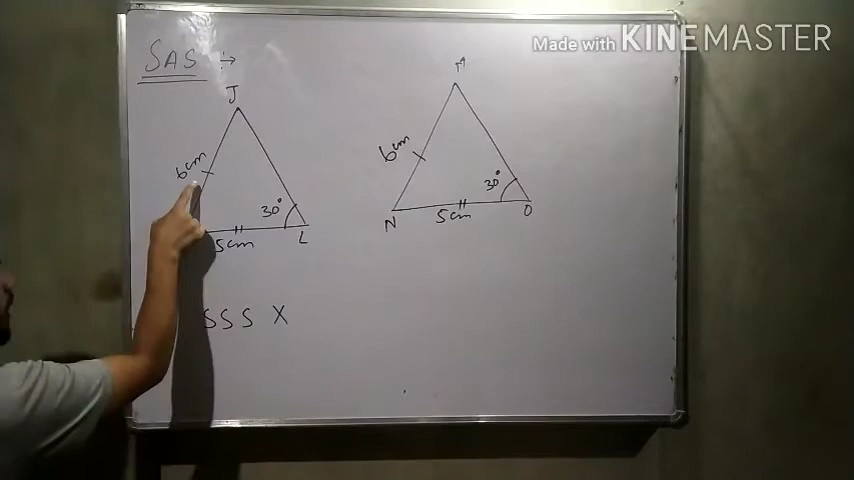 Made with KINEMASTER
SAS :→
J
6cm
30°
5cm
L
M
6cm
30°
5cm
N
O
SSS X